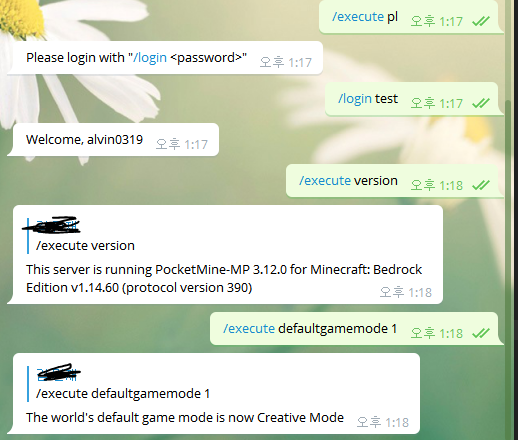 /execute pl 오후 1:17
Please login with "/login <password>" 오후 1:17
/login test 오후 1:17
Welcome, alvin0319 오후 1:17
/execute version 오후 1:18
/execute version
This server is running PocketMine-MP 3.12.0 for Minecraft: Bedrock
Edition v1.14.60 (protocol version 390) 오후 1:18
/execute defaultgamemode 1 오후 1:18
/execute defaultgamemode 1
The world's default game mode is now Creative Mode 오후 1:18